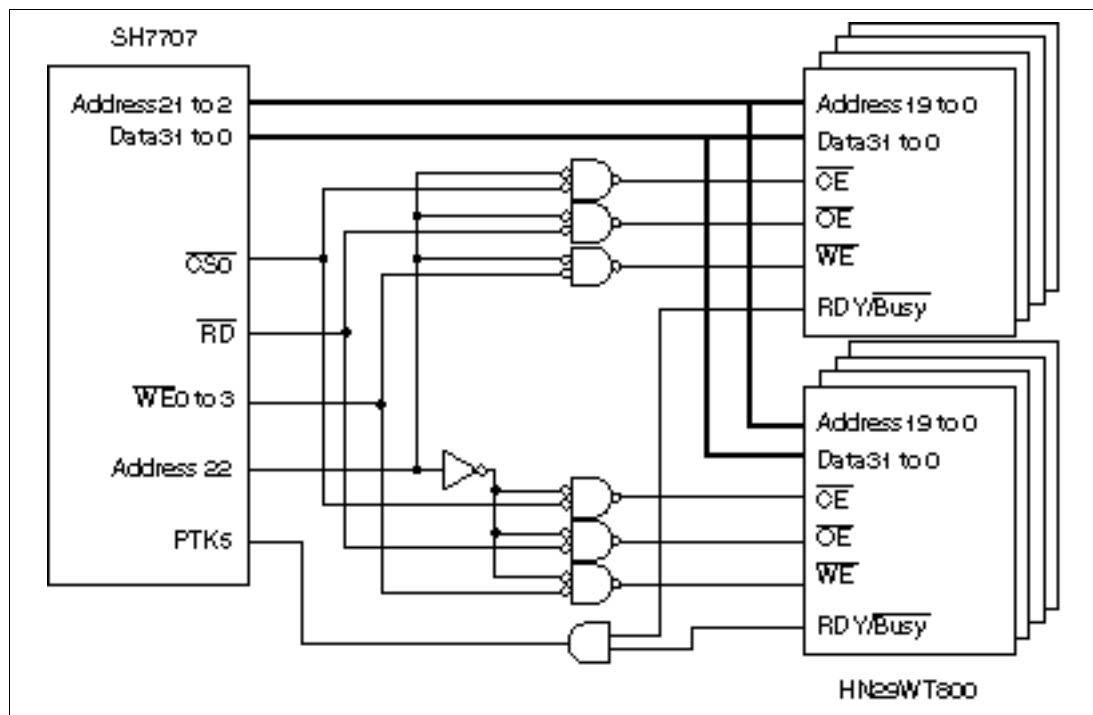 SH7707
Address21 to 2
Data31 to 0
CS0
RD
WE0 to 3
Address 22
PTK5
Address19 to 0
Data31 to 0
CE
OE
WE
RDY/Busy
Address19 to 0
Data31 to 0
CE
OE
WE
RDY/Busy
HN29WT800